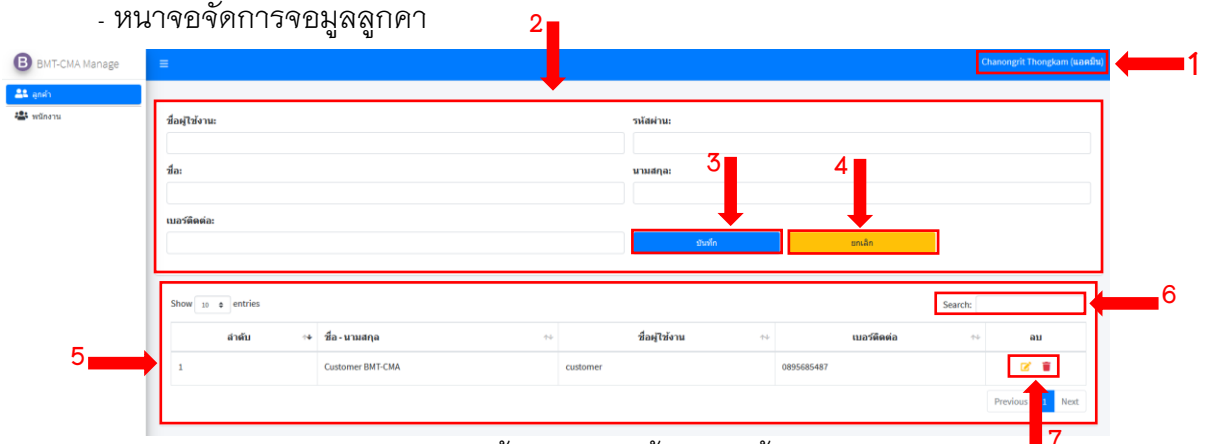 - หนาจอจัดการจอมูลลูกคา
2
B BMT-CMA Manage
Chanongrit Thongkam (แอดมิน)
1
ลูกค้า
พนักงาน
ชื่อผู้ใช้งาน:
รหัสผ่าน:
ชื่อ:
นามสกุล:
3
4
เบอร์ติดต่อ:
บันทึก
ยกเลิก
Show 10 entries
Search:
6
ลำดับ ชื่อ - นามสกุล ชื่อผู้ใช้งาน เบอร์ติดต่อ ลบ
5
1 Customer BMT-CMA customer 0895685487
Previous 1 Next
7